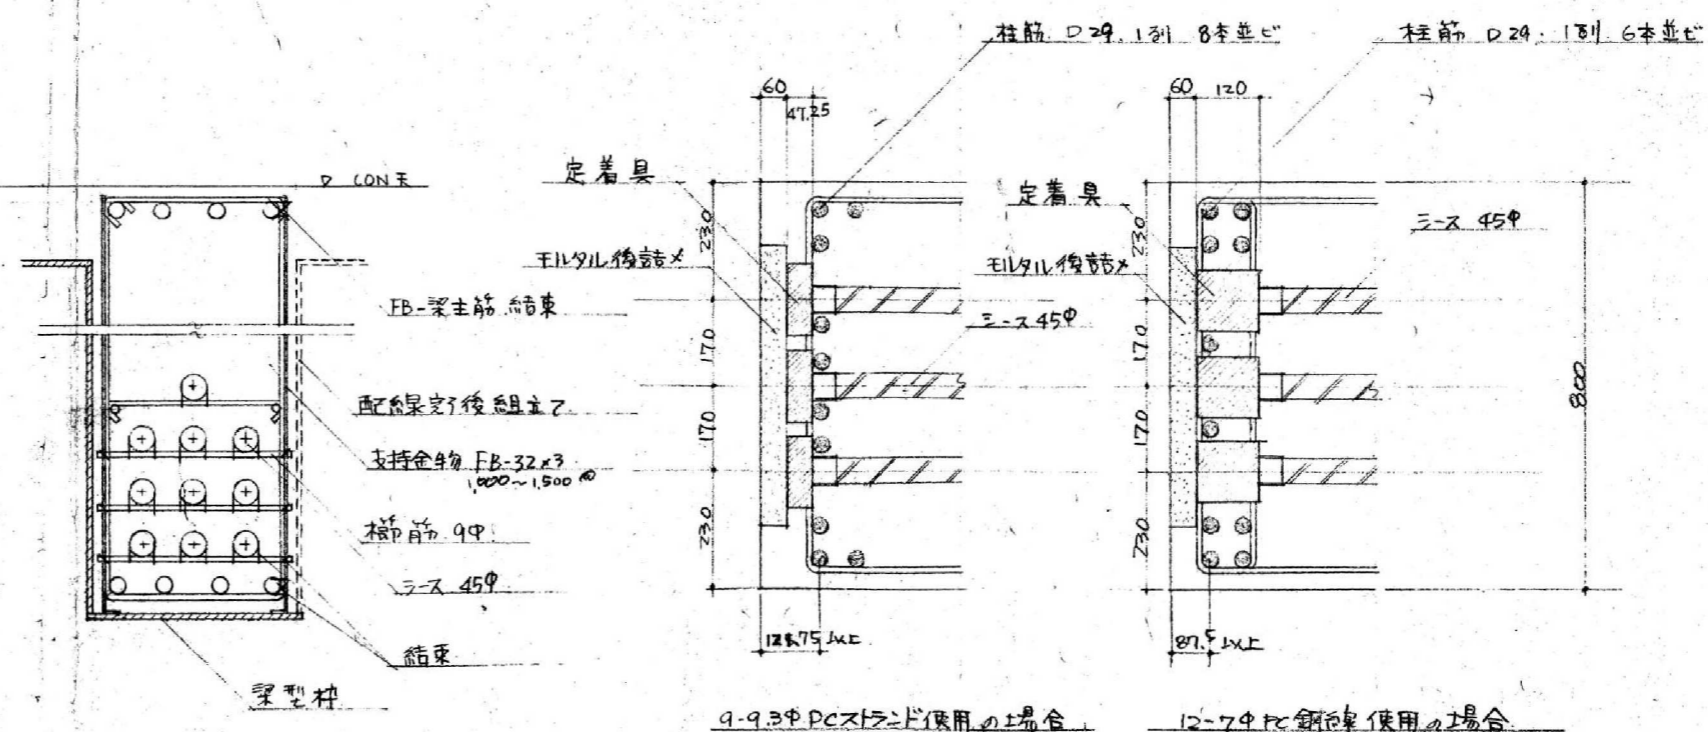 ▽ CON天
FB-梁主筋 結束
配線完了後組立て
支持金物 FB-32×3
1,000~1,500 @
補筋筋 9φ
シース 45φ
結束
梁型枠
柱筋 D29. 1列 8本並ビ
60
47.25
定着具
モルタル後詰メ
シース 45φ
230
170
170
230
以上
9-9.3φ PCストランド使用の場合
柱筋 D29. 1列 6本並ビ
60
120
定着具
モルタル後詰メ
シース 45φ
230
170
170
230
800
87.5 以上
12-7φ PC鋼線使用の場合